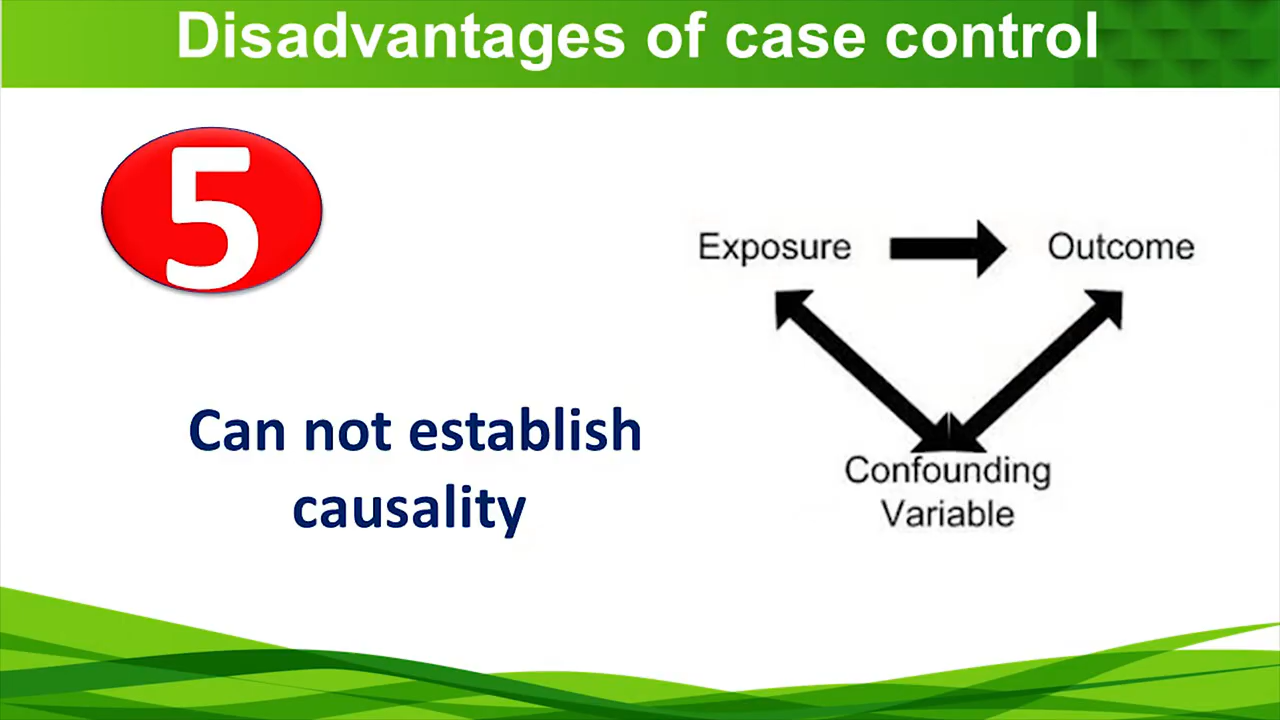 Disadvantages of case control
5
Can not establish
causality
Exposure
Outcome
Confounding
Variable